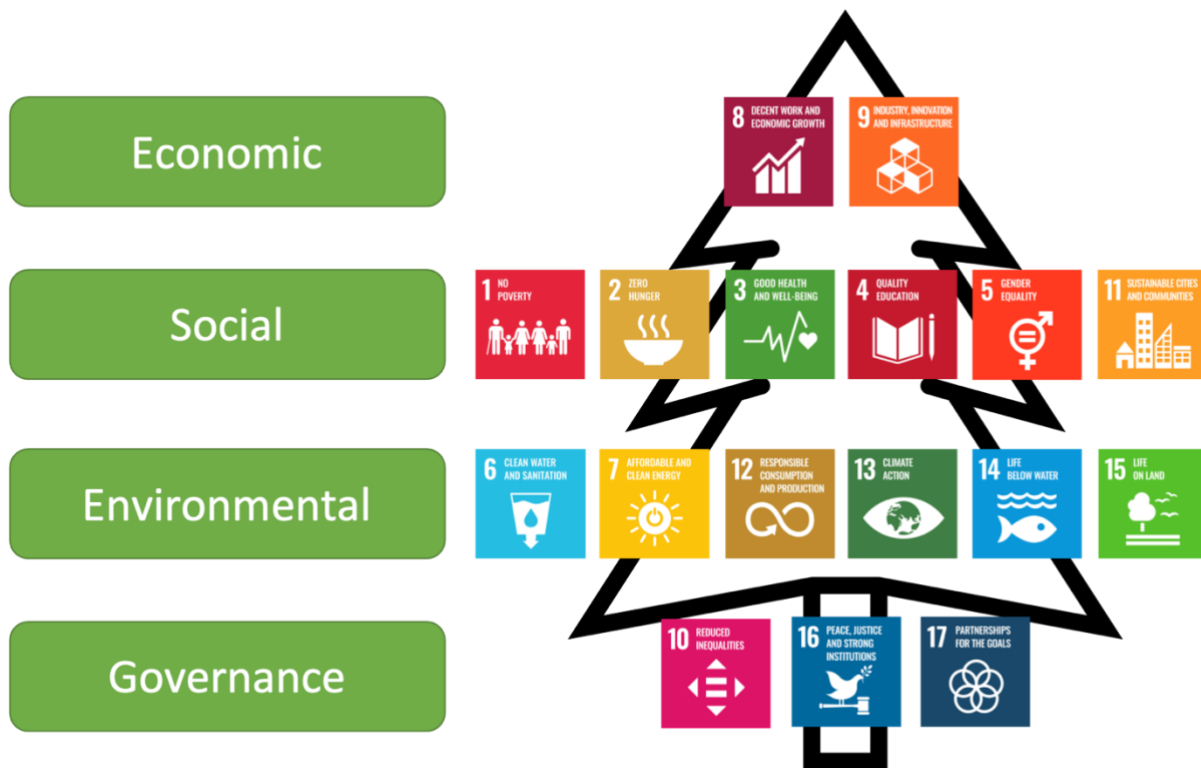 Economic
8 DECENT WORK AND
ECONOMIC GROWTH
9 INDUSTRY, INNOVATION
AND INFRASTRUCTURE
Social
1 NO
POVERTY
2 ZERO
HUNGER
3 GOOD HEALTH
AND WELL-BEING
4 QUALITY
EDUCATION
5 GENDER
EQUALITY
11 SUSTAINABLE CITIES
AND COMMUNITIES
Environmental
6 CLEAN WATER
AND SANITATION
7 AFFORDABLE AND
CLEAN ENERGY
12 RESPONSIBLE
CONSUMPTION
AND PRODUCTION
13 CLIMATE
ACTION
14 LIFE
BELOW WATER
15 LIFE
ON LAND
Governance
10 REDUCED
INEQUALITIES
16 PEACE, JUSTICE
AND STRONG
INSTITUTIONS
17 PARTNERSHIPS
FOR THE GOALS